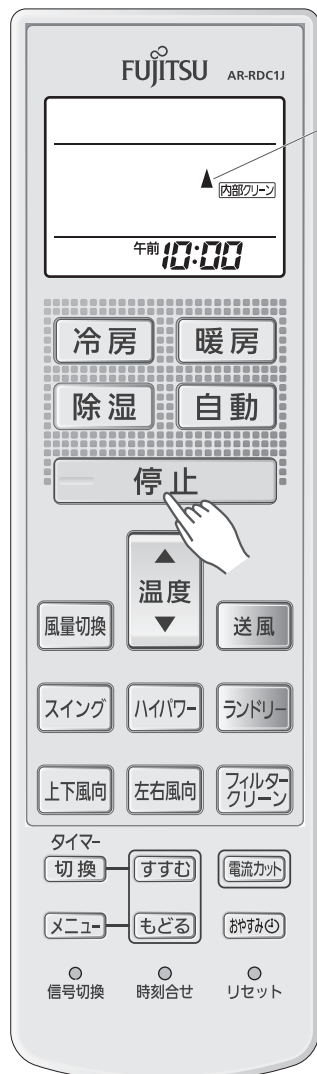 FUJITSU AR-RDC1J
内部クリーン
午前 10:00
冷房 暖房
除湿 自動
停止
▲
温度
▼
風量切換 送風
スイング ハイパワー ランドリー
上下風向 左右風向 フィルタークリーン
タイマー
切換 すすむ 電流カット
メニュー もどる おやすみ
信号切換 時刻合せ リセット